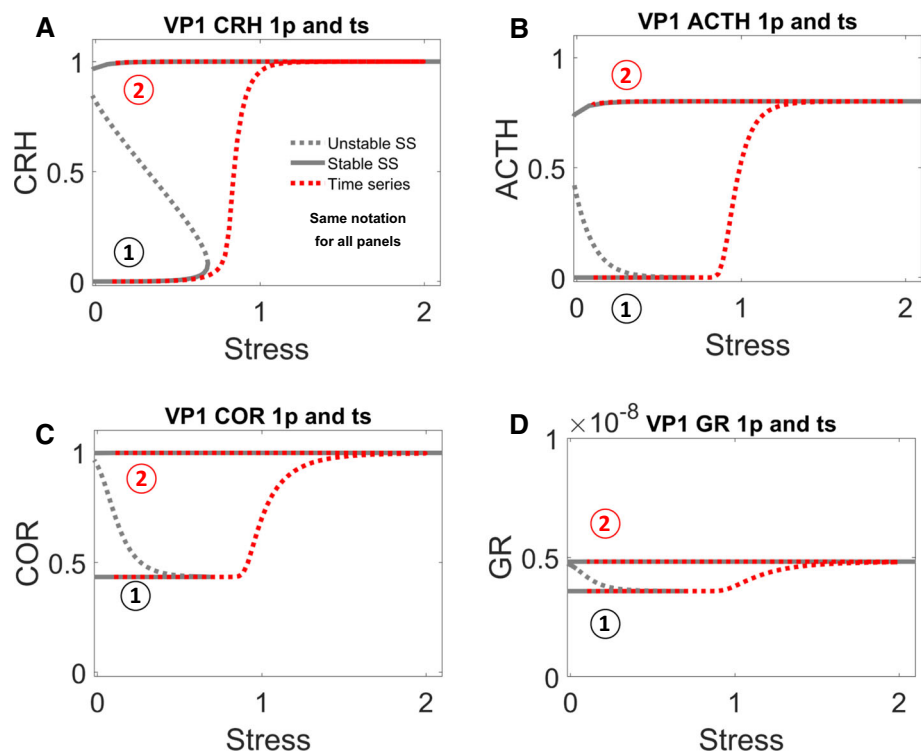 A
VP1 CRH 1p and ts
1
0.5
0
CRH
2
1
Unstable SS
Stable SS
Time series
Same notation
for all panels
0 1 2
Stress
B
VP1 ACTH 1p and ts
1
0.5
0
ACTH
2
1
0 1 2
Stress
C
VP1 COR 1p and ts
1
0.5
0
COR
2
1
0 1 2
Stress
D
×10⁻⁸
VP1 GR 1p and ts
1
0.5
0
GR
2
1
0 1 2
Stress